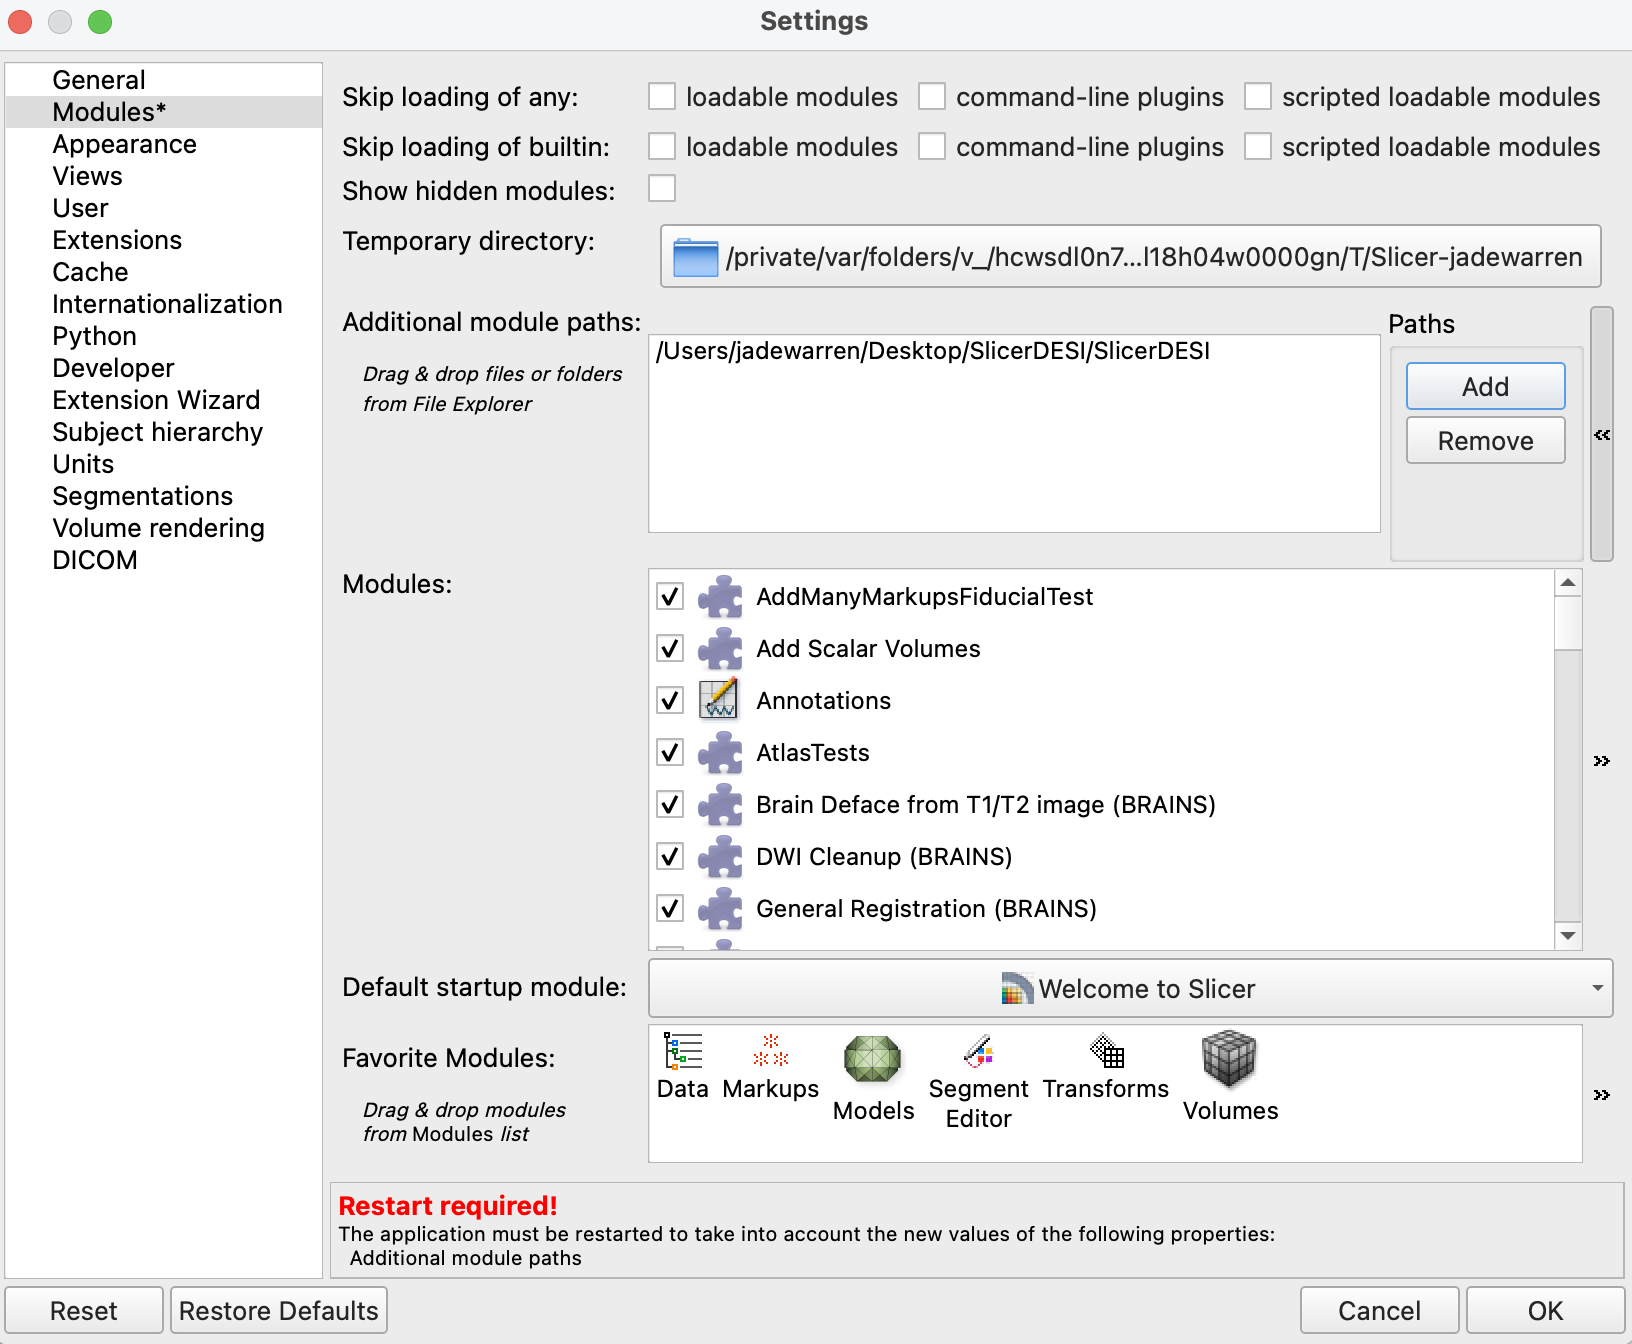 Settings
General
Modules*
Appearance
Views
User
Extensions
Cache
Internationalization
Python
Developer
Extension Wizard
Subject hierarchy
Units
Segmentations
Volume rendering
DICOM
Skip loading of any: loadable modules command-line plugins scripted loadable modules
Skip loading of builtin: loadable modules command-line plugins scripted loadable modules
Show hidden modules:
Temporary directory: /private/var/folders/v_/hcwsdl0n7...l18h04w0000gn/T/Slicer-jadewarren
Additional module paths:
Drag & drop files or folders
from File Explorer
/Users/jadewarren/Desktop/SlicerDESI/SlicerDESI
Paths
Add
Remove
«
Modules:
AddManyMarkupsFiducialTest
Add Scalar Volumes
Annotations
AtlasTests
Brain Deface from T1/T2 image (BRAINS)
DWI Cleanup (BRAINS)
General Registration (BRAINS)
»
Default startup module: Welcome to Slicer
Favorite Modules:
Drag & drop modules
from Modules list
Data Markups Models Segment Transforms Volumes
Editor
»
Restart required!
The application must be restarted to take into account the new values of the following properties:
Additional module paths
Reset Restore Defaults Cancel OK